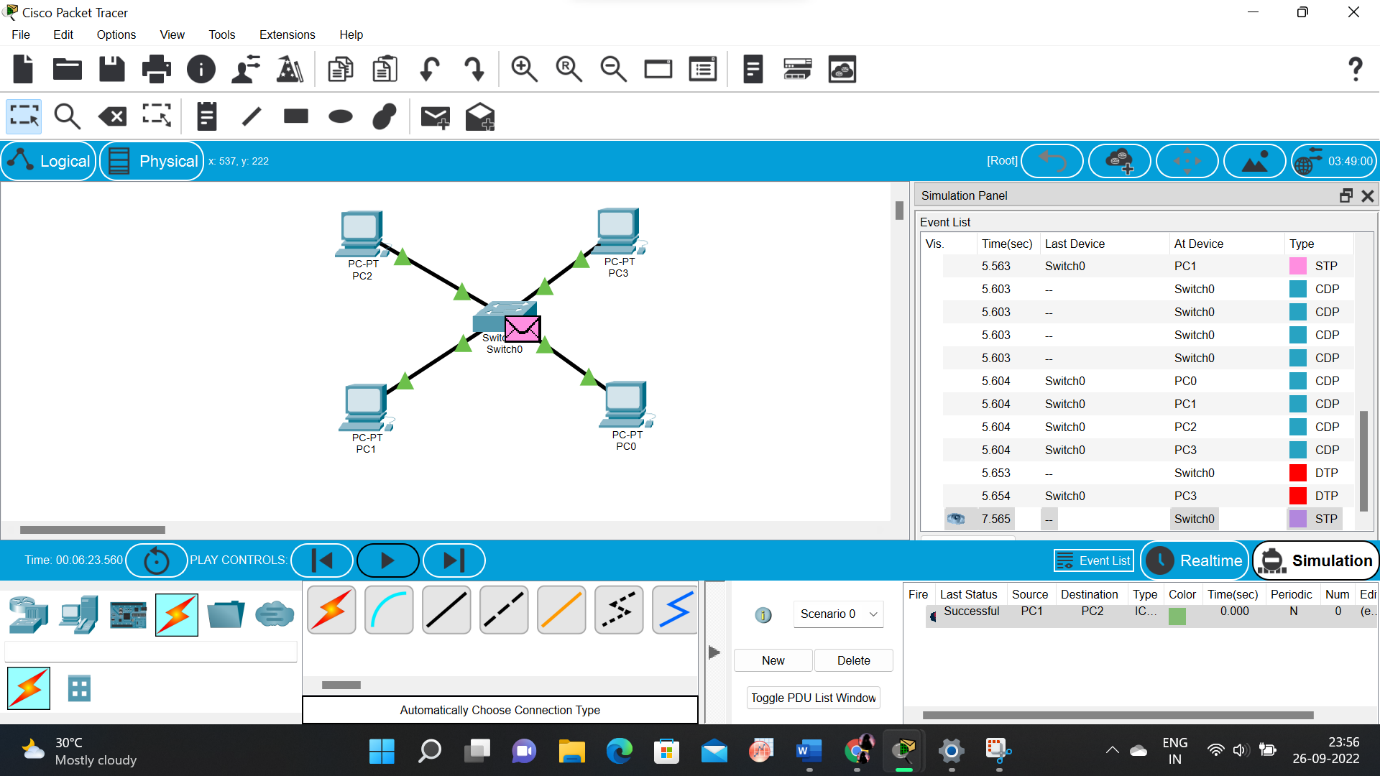 Cisco Packet Tracer
File Edit Options View Tools Extensions Help
Logical Physical x: 537, y: 222 [Root] 03:49:00
PC-PT
PC2
PC-PT
PC3
Switch0
PC-PT
PC1
PC-PT
PC0
Simulation Panel
Event List
Vis. Time(sec) Last Device At Device Type
5.563 Switch0 PC1 STP
5.603 -- Switch0 CDP
5.603 -- Switch0 CDP
5.603 -- Switch0 CDP
5.603 -- Switch0 CDP
5.604 Switch0 PC0 CDP
5.604 Switch0 PC1 CDP
5.604 Switch0 PC2 CDP
5.604 Switch0 PC3 CDP
5.653 -- Switch0 DTP
5.654 Switch0 PC3 DTP
7.565 -- Switch0 STP
Time: 00:06:23.560 PLAY CONTROLS: Event List Realtime Simulation
Scenario 0
New Delete
Toggle PDU List Window
Fire Last Status Source Destination Type Color Time(sec) Periodic Num Edi
Successful PC1 PC2 IC... 0.000 N 0 (e..
Automatically Choose Connection Type
30°C
Mostly cloudy
ENG
IN
23:56
26-09-2022